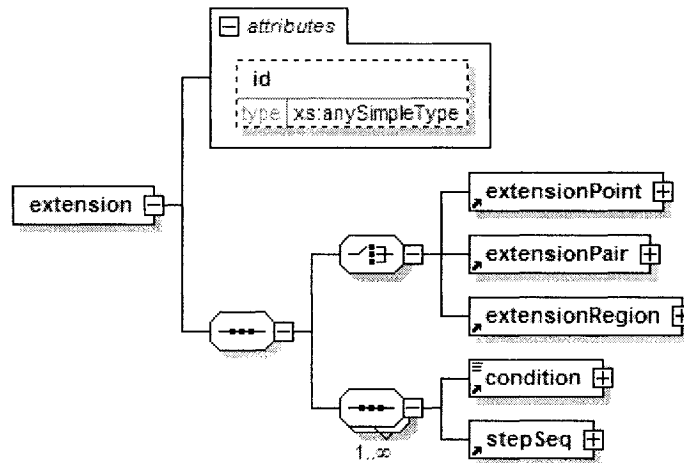 attributes
id
type xs:anySimpleType
extension
extensionPoint
extensionPair
extensionRegion
condition
stepSeq
1..∞